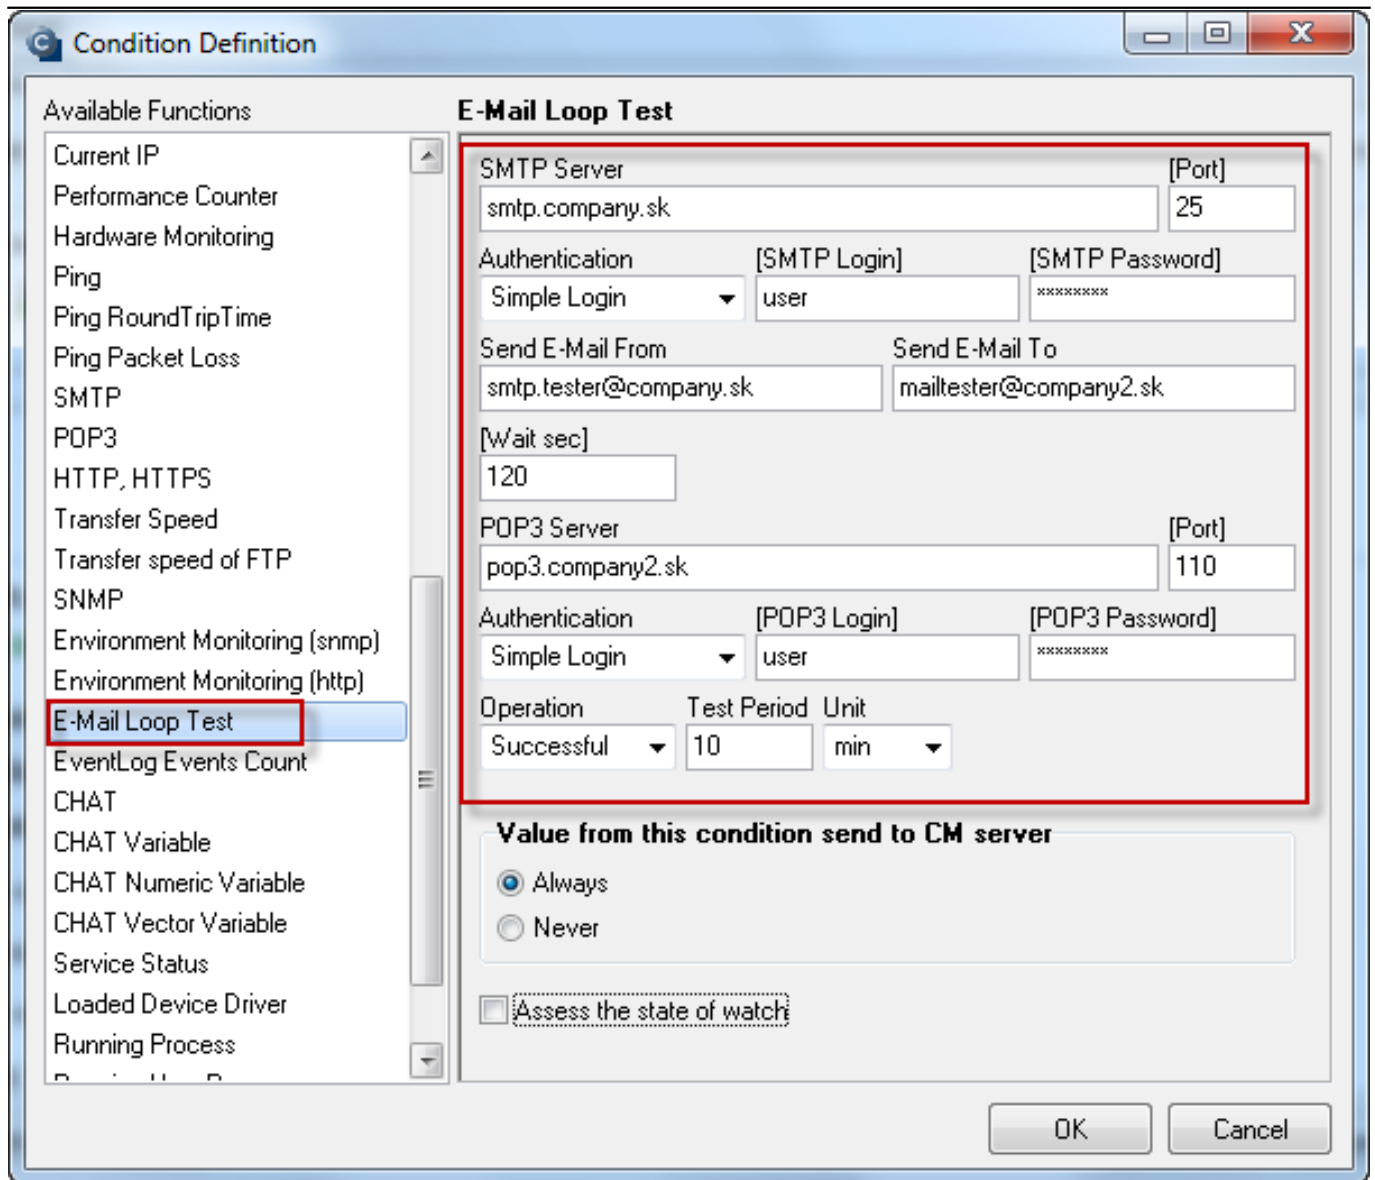 Condition Definition
Available Functions
Current IP
Performance Counter
Hardware Monitoring
Ping
Ping RoundTripTime
Ping Packet Loss
SMTP
POP3
HTTP, HTTPS
Transfer Speed
Transfer speed of FTP
SNMP
Environment Monitoring (snmp)
Environment Monitoring (http)
E-Mail Loop Test
EventLog Events Count
CHAT
CHAT Variable
CHAT Numeric Variable
CHAT Vector Variable
Service Status
Loaded Device Driver
Running Process
E-Mail Loop Test
SMTP Server [Port]
smtp.company.sk 25
Authentication [SMTP Login] [SMTP Password]
Simple Login user ********
Send E-Mail From Send E-Mail To
smtp.tester@company.sk mailtester@company2.sk
[Wait sec]
120
POP3 Server [Port]
pop3.company2.sk 110
Authentication [POP3 Login] [POP3 Password]
Simple Login user ********
Operation Test Period Unit
Successful 10 min
Value from this condition send to CM server
Always
Never
Assess the state of watch
OK Cancel